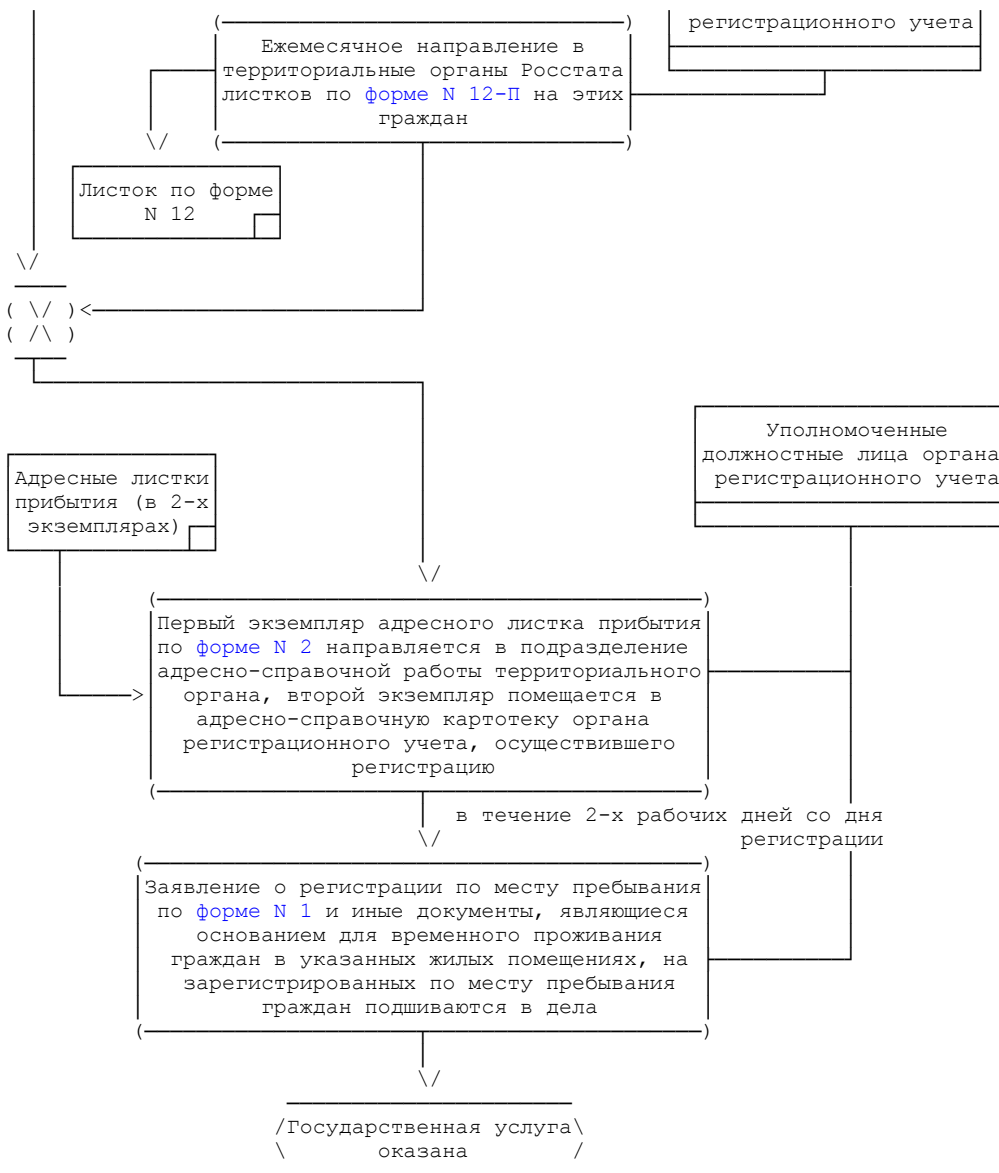 регистрационного учета
Ежемесячное направление в
территориальные органы Росстата
листков по форме N 12-П на этих
граждан
Листок по форме
N 12
Уполномоченные
должностные лица органа
регистрационного учета
Адресные листки
прибытия (в 2-х
экземплярах)
Первый экземпляр адресного листка прибытия
по форме N 2 направляется в подразделение
адресно-справочной работы территориального
органа, второй экземпляр помещается в
адресно-справочную картотеку органа
регистрационного учета, осуществившего
регистрацию
в течение 2-х рабочих дней со дня
регистрации
Заявление о регистрации по месту пребывания
по форме N 1 и иные документы, являющиеся
основанием для временного проживания
граждан в указанных жилых помещениях, на
зарегистрированных по месту пребывания
граждан подшиваются в дела
Государственная услуга
оказана